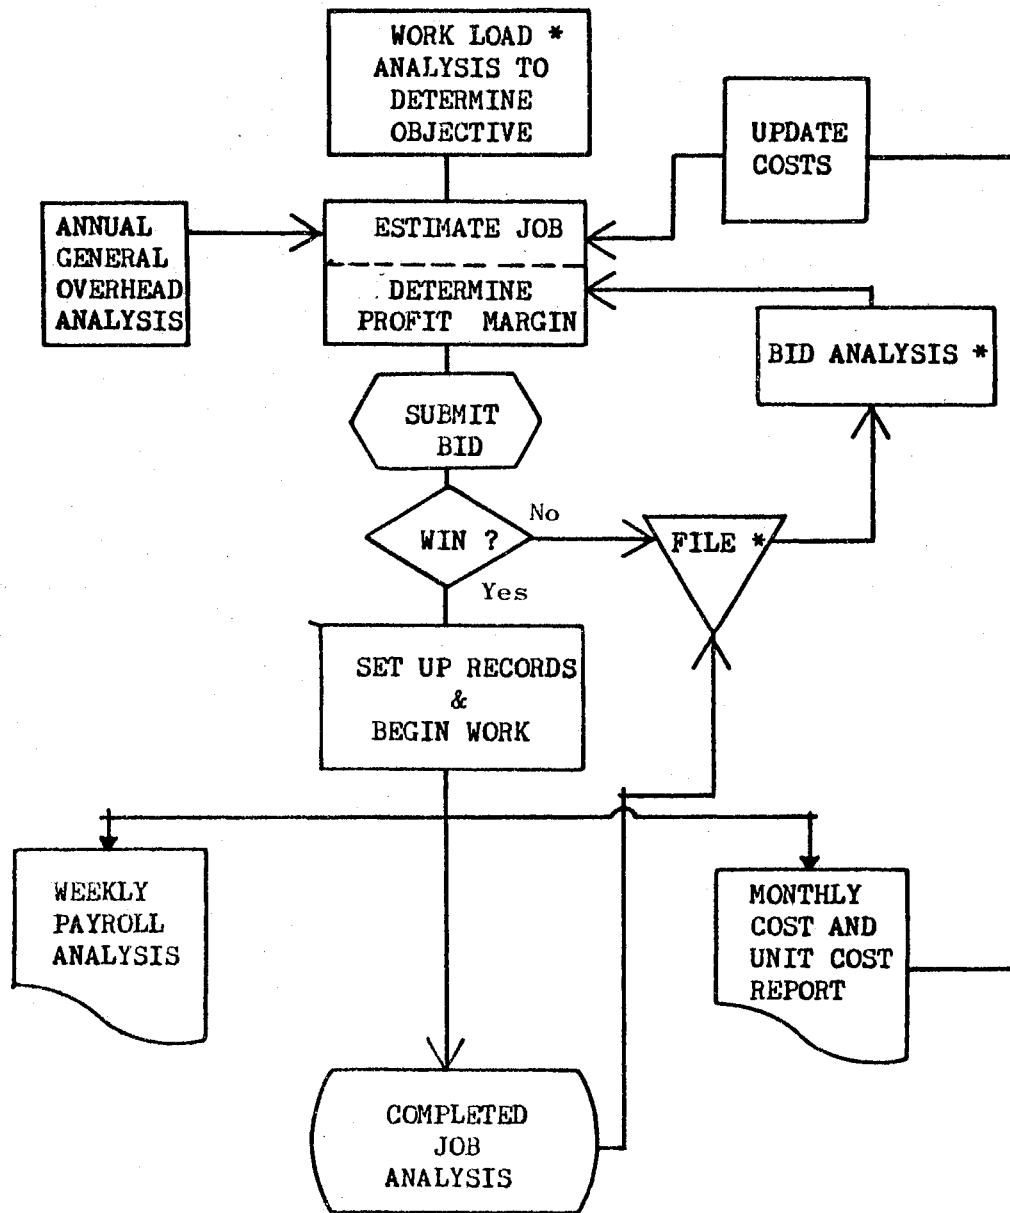 WORK LOAD *
ANALYSIS TO
DETERMINE
OBJECTIVE
UPDATE
COSTS
ANNUAL
GENERAL
OVERHEAD
ANALYSIS
ESTIMATE JOB
DETERMINE
PROFIT MARGIN
BID ANALYSIS *
SUBMIT
BID
WIN ?
No
FILE *
Yes
SET UP RECORDS
&
BEGIN WORK
WEEKLY
PAYROLL
ANALYSIS
MONTHLY
COST AND
UNIT COST
REPORT
COMPLETED
JOB
ANALYSIS